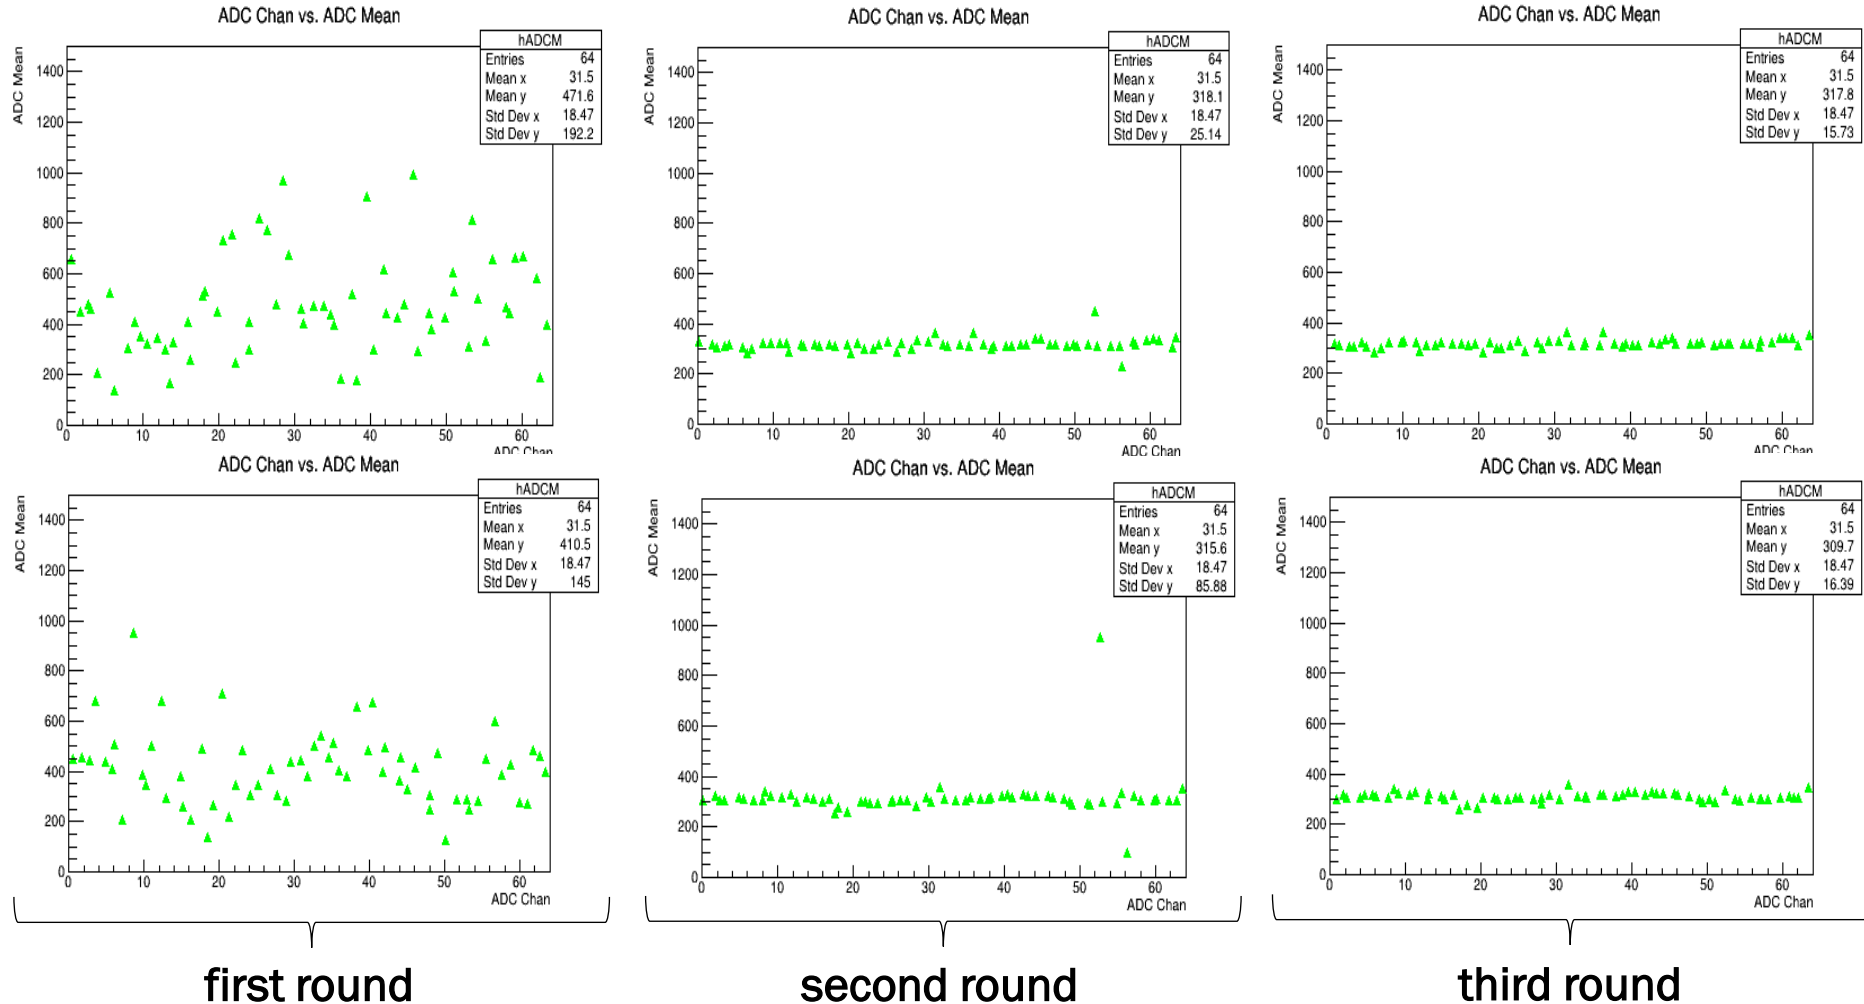 ADC Chan vs. ADC Mean
ADC Mean
1400
1200
1000
800
600
400
200
0
0 10 20 30 40 50 60
ADC Chan
hADCM
Entries 64
Mean x 31.5
Mean y 471.6
Std Dev x 18.47
Std Dev y 192.2
ADC Chan vs. ADC Mean
ADC Mean
1400
1200
1000
800
600
400
200
0
0 10 20 30 40 50 60
ADC Chan
hADCM
Entries 64
Mean x 31.5
Mean y 318.1
Std Dev x 18.47
Std Dev y 25.14
ADC Chan vs. ADC Mean
ADC Mean
1400
1200
1000
800
600
400
200
0
0 10 20 30 40 50 60
ADC Chan
hADCM
Entries 64
Mean x 31.5
Mean y 317.8
Std Dev x 18.47
Std Dev y 15.73
ADC Chan vs. ADC Mean
ADC Mean
1400
1200
1000
800
600
400
200
0
0 10 20 30 40 50 60
ADC Chan
hADCM
Entries 64
Mean x 31.5
Mean y 410.5
Std Dev x 18.47
Std Dev y 145
ADC Chan vs. ADC Mean
ADC Mean
1400
1200
1000
800
600
400
200
0
0 10 20 30 40 50 60
ADC Chan
hADCM
Entries 64
Mean x 31.5
Mean y 315.6
Std Dev x 18.47
Std Dev y 85.88
ADC Chan vs. ADC Mean
ADC Mean
1400
1200
1000
800
600
400
200
0
0 10 20 30 40 50 60
ADC Chan
hADCM
Entries 64
Mean x 31.5
Mean y 309.7
Std Dev x 18.47
Std Dev y 16.39
first round
second round
third round